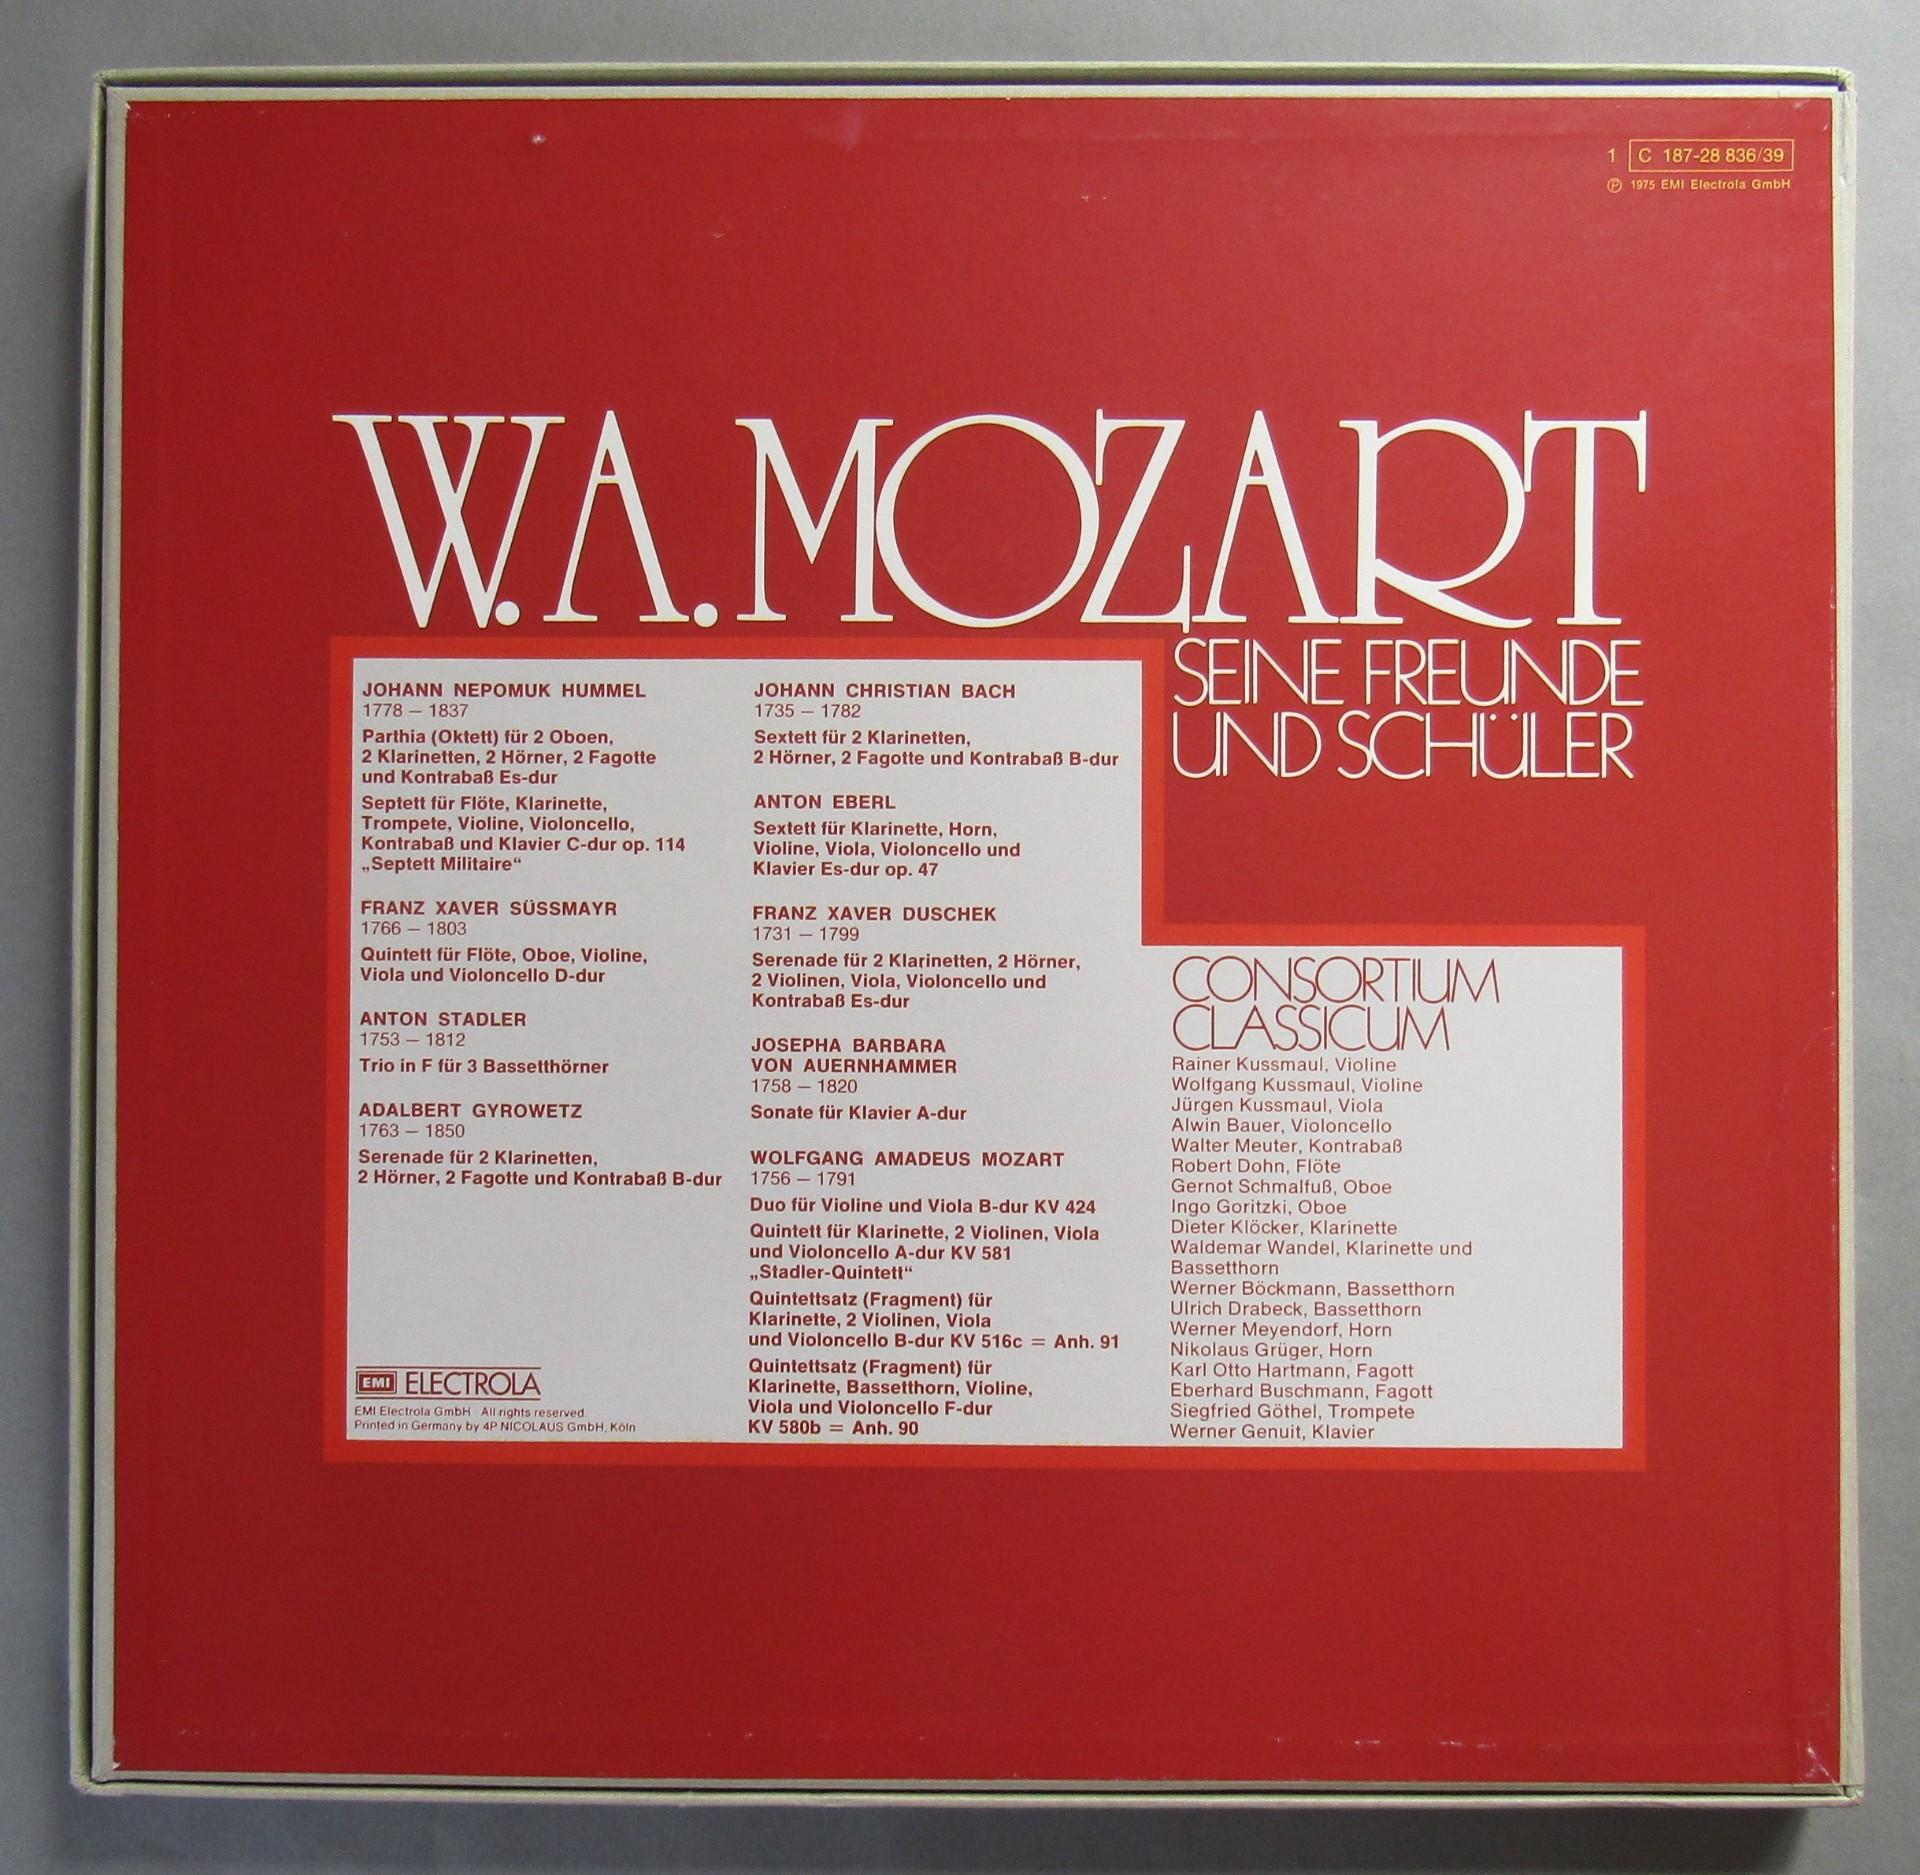 1 C 187-28 836/39
Ⓟ 1975 EMI Electrola GmbH
W.A. MOZART
SEINE FREUNDE
UND SCHÜLER
JOHANN NEPOMUK HUMMEL
1778 – 1837
Parthia (Oktett) für 2 Oboen,
2 Klarinetten, 2 Hörner, 2 Fagotte
und Kontrabaß Es-dur
Septett für Flöte, Klarinette,
Trompete, Violine, Violoncello,
Kontrabaß und Klavier C-dur op. 114
„Septett Militaire“
FRANZ XAVER SÜSSMAYR
1766 – 1803
Quintett für Flöte, Oboe, Violine,
Viola und Violoncello D-dur
ANTON STADLER
1753 – 1812
Trio in F für 3 Bassetthörner
ADALBERT GYROWETZ
1763 – 1850
Serenade für 2 Klarinetten,
2 Hörner, 2 Fagotte und Kontrabaß B-dur
EMI ELECTROLA
EMI Electrola GmbH · All rights reserved.
Printed in Germany by 4P NICOLAUS GmbH, Köln
JOHANN CHRISTIAN BACH
1735 – 1782
Sextett für 2 Klarinetten,
2 Hörner, 2 Fagotte und Kontrabaß B-dur
ANTON EBERL
Sextett für Klarinette, Horn,
Violine, Viola, Violoncello und
Klavier Es-dur op. 47
FRANZ XAVER DUSCHEK
1731 – 1799
Serenade für 2 Klarinetten, 2 Hörner,
2 Violinen, Viola, Violoncello und
Kontrabaß Es-dur
JOSEPHA BARBARA
VON AUERNHAMMER
1758 – 1820
Sonate für Klavier A-dur
WOLFGANG AMADEUS MOZART
1756 – 1791
Duo für Violine und Viola B-dur KV 424
Quintett für Klarinette, 2 Violinen, Viola
und Violoncello A-dur KV 581
„Stadler-Quintett“
Quintettsatz (Fragment) für
Klarinette, 2 Violinen, Viola
und Violoncello B-dur KV 516c = Anh. 91
Quintettsatz (Fragment) für
Klarinette, Bassetthorn, Violine,
Viola und Violoncello F-dur
KV 580b = Anh. 90
CONSORTIUM
CLASSICUM
Rainer Kussmaul, Violine
Wolfgang Kussmaul, Violine
Jürgen Kussmaul, Viola
Alwin Bauer, Violoncello
Walter Meuter, Kontrabaß
Robert Dohn, Flöte
Gernot Schmalfuß, Oboe
Ingo Goritzki, Oboe
Dieter Klöcker, Klarinette
Waldemar Wandel, Klarinette und
Bassetthorn
Werner Böckmann, Bassetthorn
Ulrich Drabeck, Bassetthorn
Werner Meyendorf, Horn
Nikolaus Grüger, Horn
Karl Otto Hartmann, Fagott
Eberhard Buschmann, Fagott
Siegfried Göthel, Trompete
Werner Genuit, Klavier